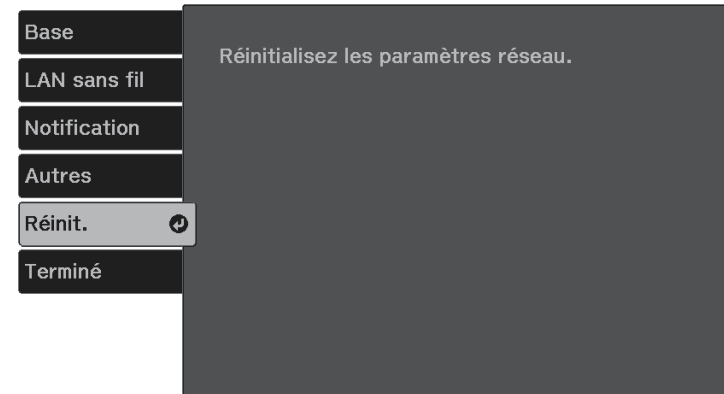 Base
LAN sans fil
Notification
Autres
Réinit.
Terminé
Réinitialisez les paramètres réseau.